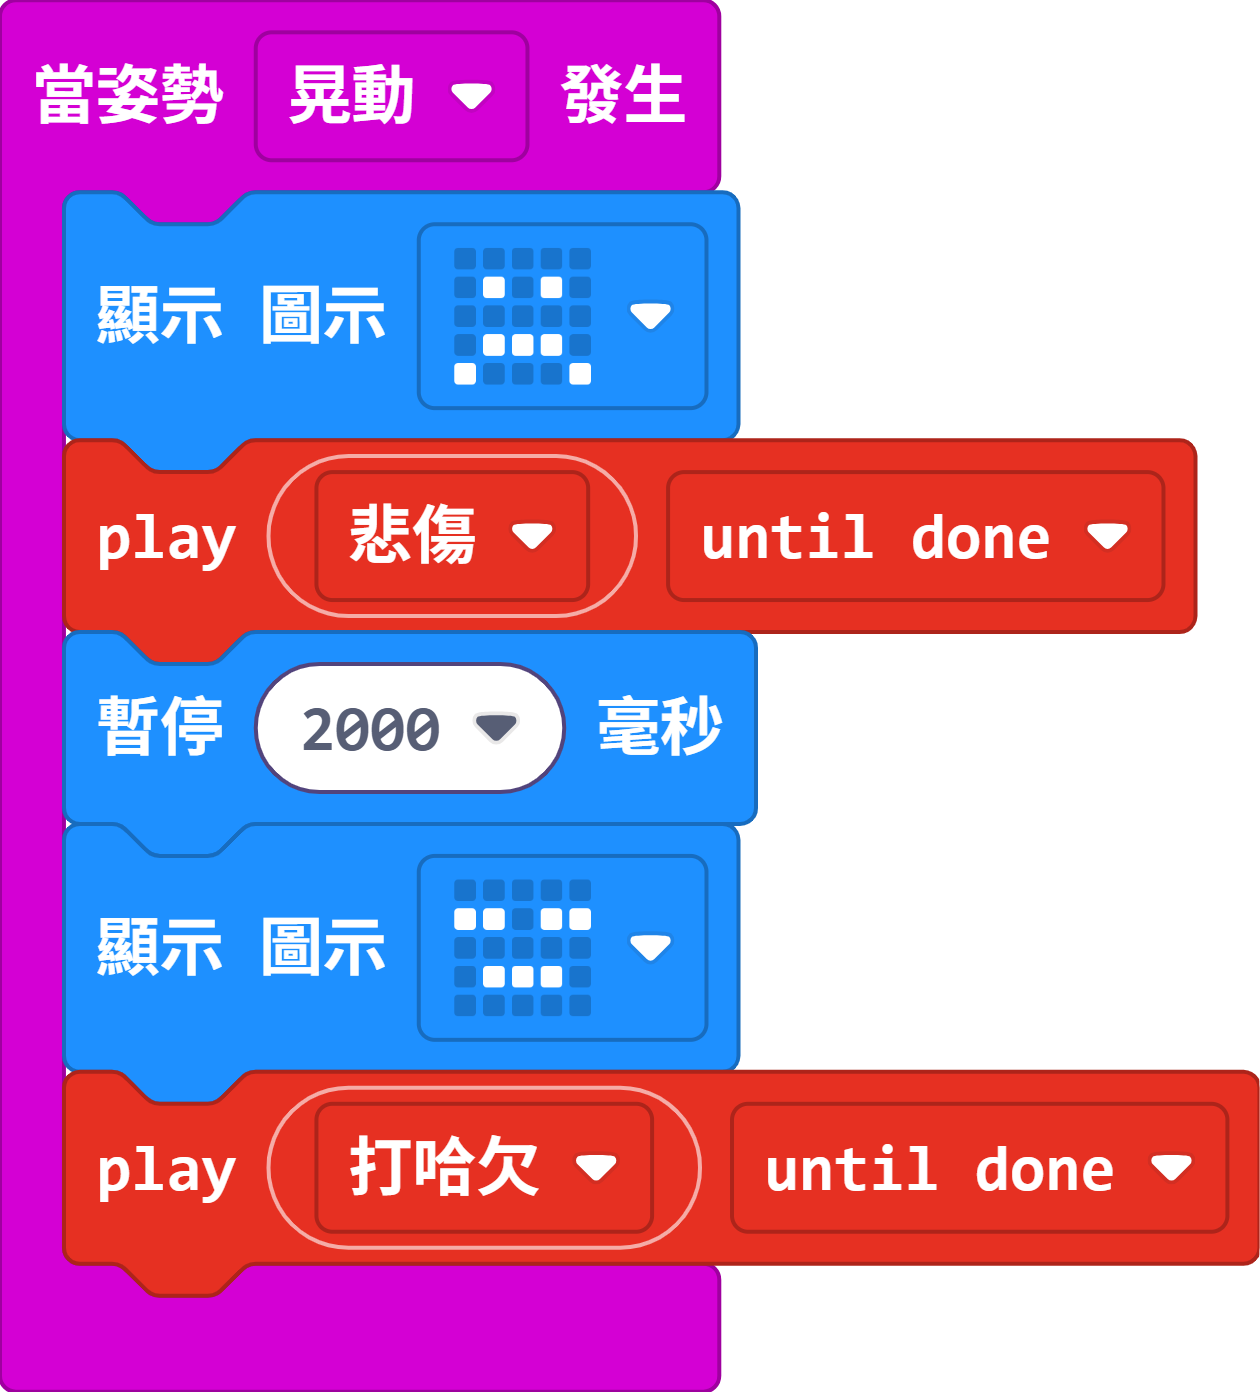 當姿勢 晃動 發生
顯示 圖示
play 悲傷 until done
暫停 2000 毫秒
顯示 圖示
play 打哈欠 until done